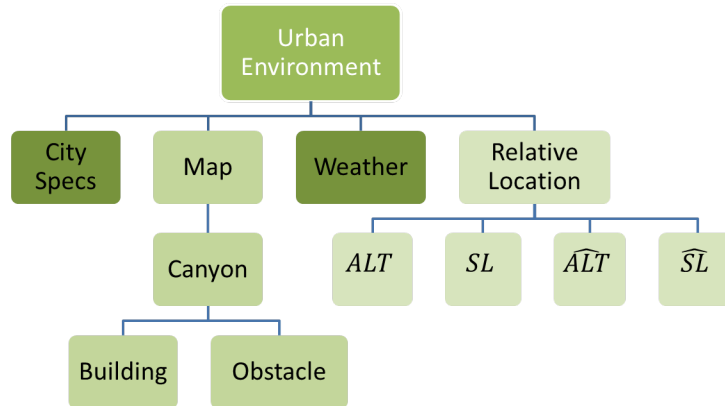 Urban
Environment
City
Specs
Map
Weather
Relative
Location
Canyon
𝐴𝐿𝑇
𝑆𝐿
𝐴𝐿𝑇̂
𝑆𝐿̂
Building
Obstacle